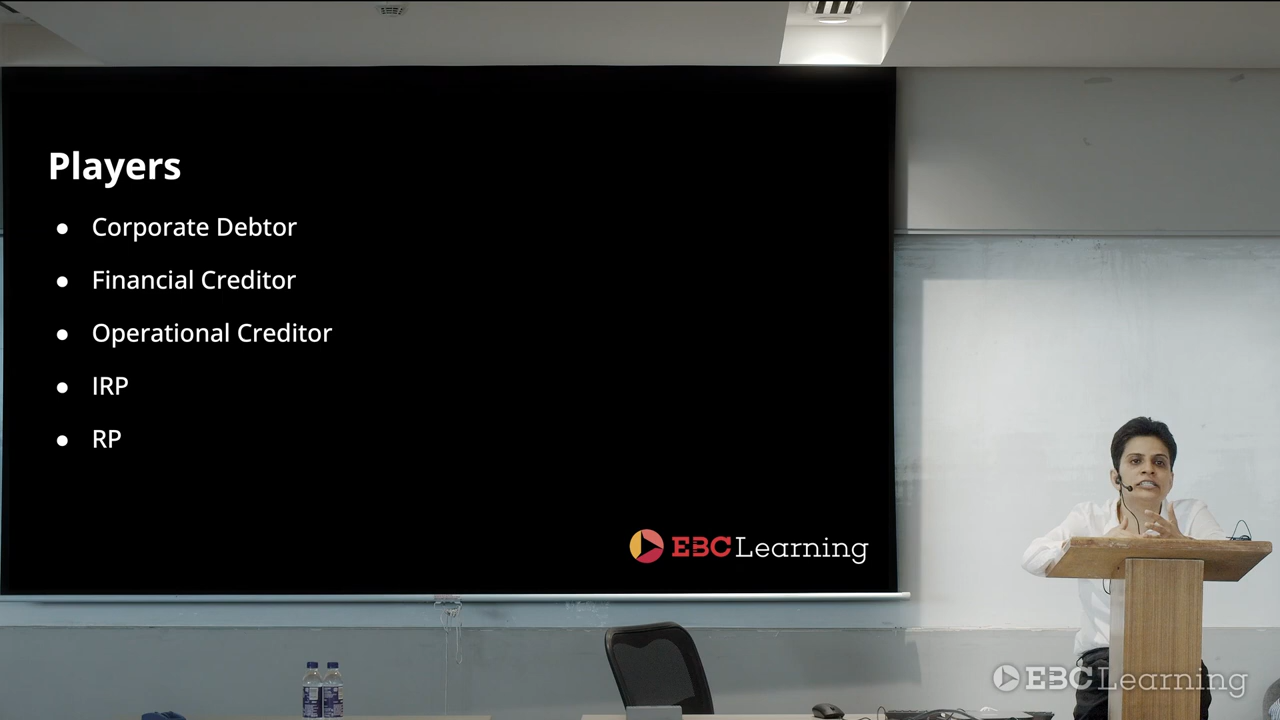 Players
● Corporate Debtor
● Financial Creditor
● Operational Creditor
● IRP
● RP
EBC Learning
EBC Learning